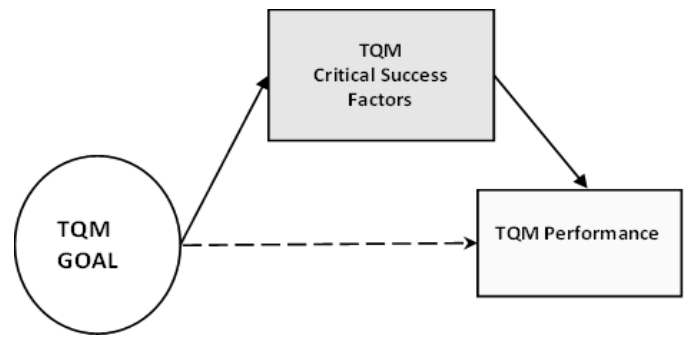 TQM
Critical Success
Factors
TQM
GOAL
TQM Performance